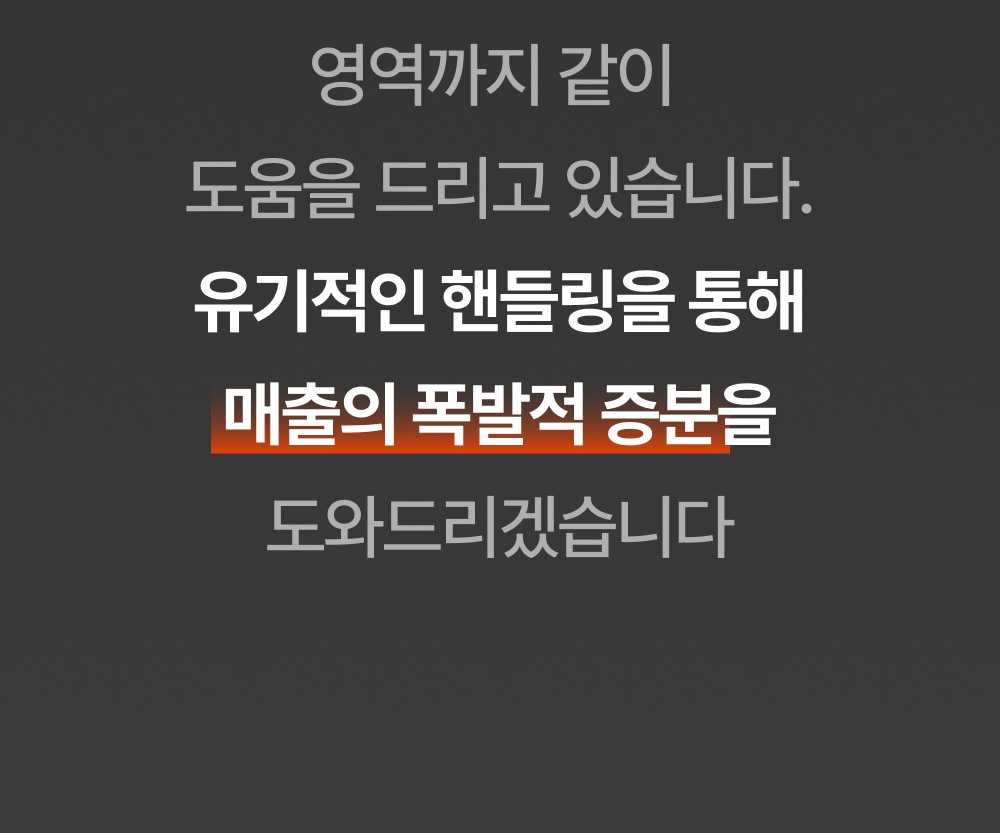 영역까지 같이
도움을 드리고 있습니다.
유기적인 핸들링을 통해
매출의 폭발적 증분을
도와드리겠습니다